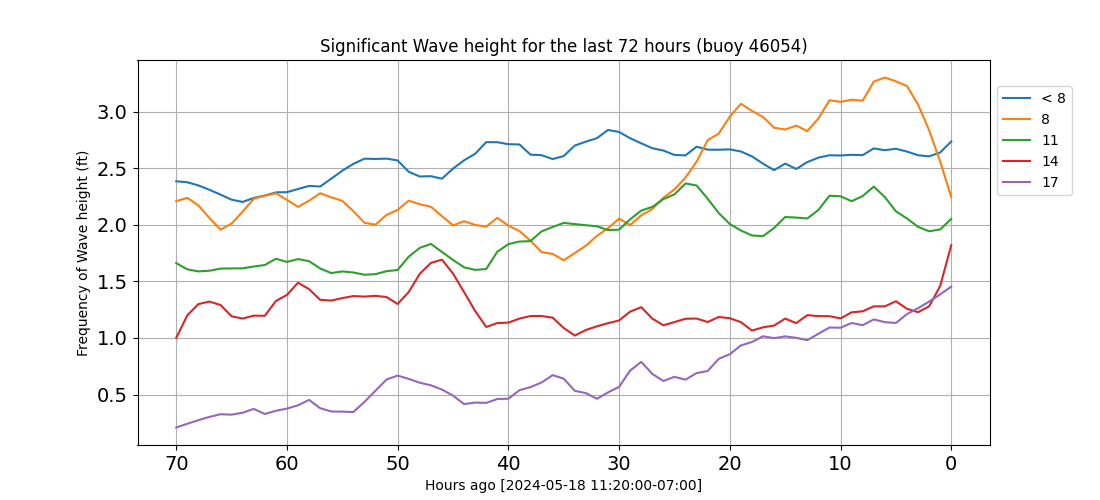 Significant Wave height for the last 72 hours (buoy 46054)
Frequency of Wave height (ft)
3.0
2.5
2.0
1.5
1.0
0.5
70 60 50 40 30 20 10 0
Hours ago [2024-05-18 11:20:00-07:00]
< 8
8
11
14
17